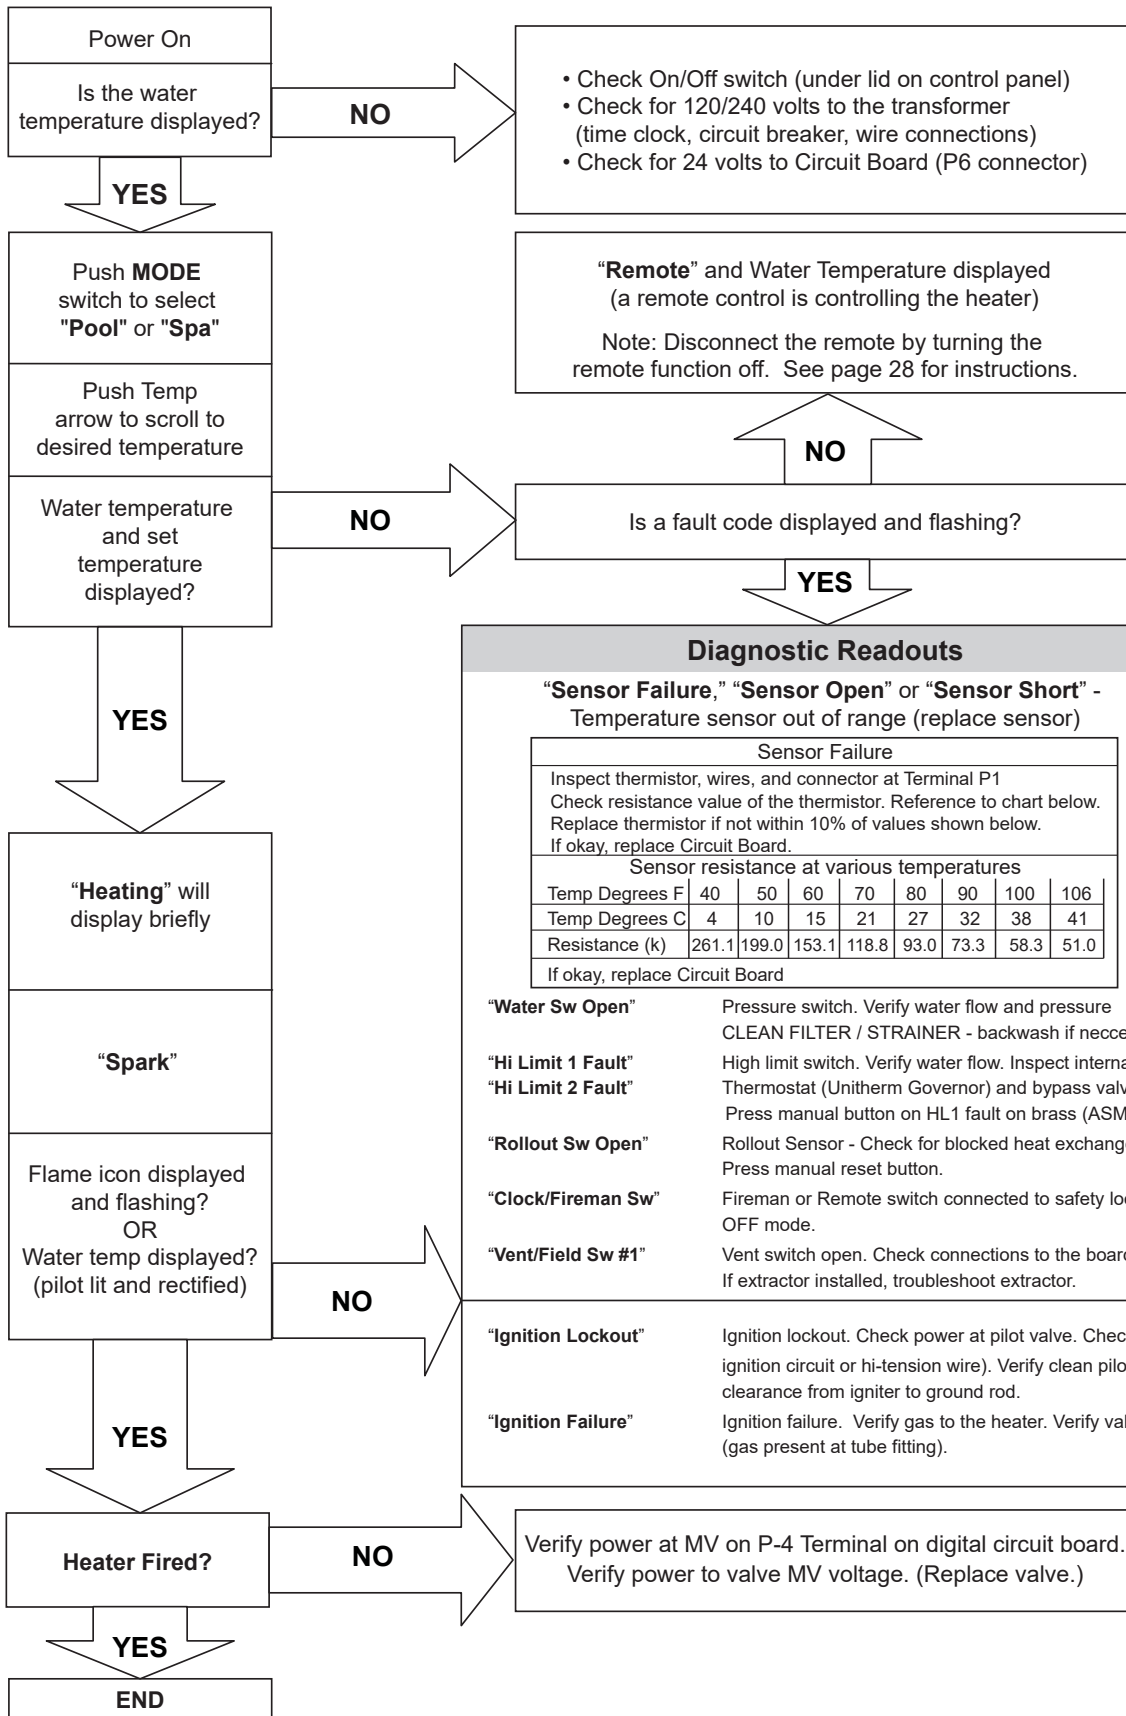 Power On
Is the water
temperature displayed?
NO
• Check On/Off switch (under lid on control panel)
• Check for 120/240 volts to the transformer
(time clock, circuit breaker, wire connections)
• Check for 24 volts to Circuit Board (P6 connector)
YES
Push MODE
switch to select
"Pool" or "Spa"
Push Temp
arrow to scroll to
desired temperature
Water temperature
and set
temperature
displayed?
NO
Is a fault code displayed and flashing?
NO
“Remote” and Water Temperature displayed
(a remote control is controlling the heater)
Note: Disconnect the remote by turning the
remote function off. See page 28 for instructions.
YES
Diagnostic Readouts
“Sensor Failure,” “Sensor Open” or “Sensor Short” -
Temperature sensor out of range (replace sensor)
Sensor Failure
Inspect thermistor, wires, and connector at Terminal P1
Check resistance value of the thermistor. Reference to chart below.
Replace thermistor if not within 10% of values shown below.
If okay, replace Circuit Board.
Sensor resistance at various temperatures
Temp Degrees F 40 50 60 70 80 90 100 106
Temp Degrees C 4 10 15 21 27 32 38 41
Resistance (k) 261.1 199.0 153.1 118.8 93.0 73.3 58.3 51.0
If okay, replace Circuit Board
“Water Sw Open” Pressure switch. Verify water flow and pressure
CLEAN FILTER / STRAINER - backwash if
“Hi Limit 1 Fault” High limit switch. Verify water flow. Inspect
“Hi Limit 2 Fault” Thermostat (Unitherm Governor) and bypass
Press manual button on HL1 fault on brass
“Rollout Sw Open” Rollout Sensor - Check for blocked heat
Press manual reset button.
“Clock/Fireman Sw” Fireman or Remote switch connected to safety
OFF mode.
“Vent/Field Sw #1” Vent switch open. Check connections to the
If extractor installed, troubleshoot extractor.
“Ignition Lockout” Ignition lockout. Check power at pilot valve.
ignition circuit or hi-tension wire). Verify clean
clearance from igniter to ground rod.
“Ignition Failure” Ignition failure. Verify gas to the heater. Verify
(gas present at tube fitting).
YES
“Heating” will
display briefly
“Spark”
Flame icon displayed
and flashing?
OR
Water temp displayed?
(pilot lit and rectified)
NO
YES
Heater Fired?
NO
Verify power at MV on P-4 Terminal on digital circuit board.
Verify power to valve MV voltage. (Replace valve.)
YES
END